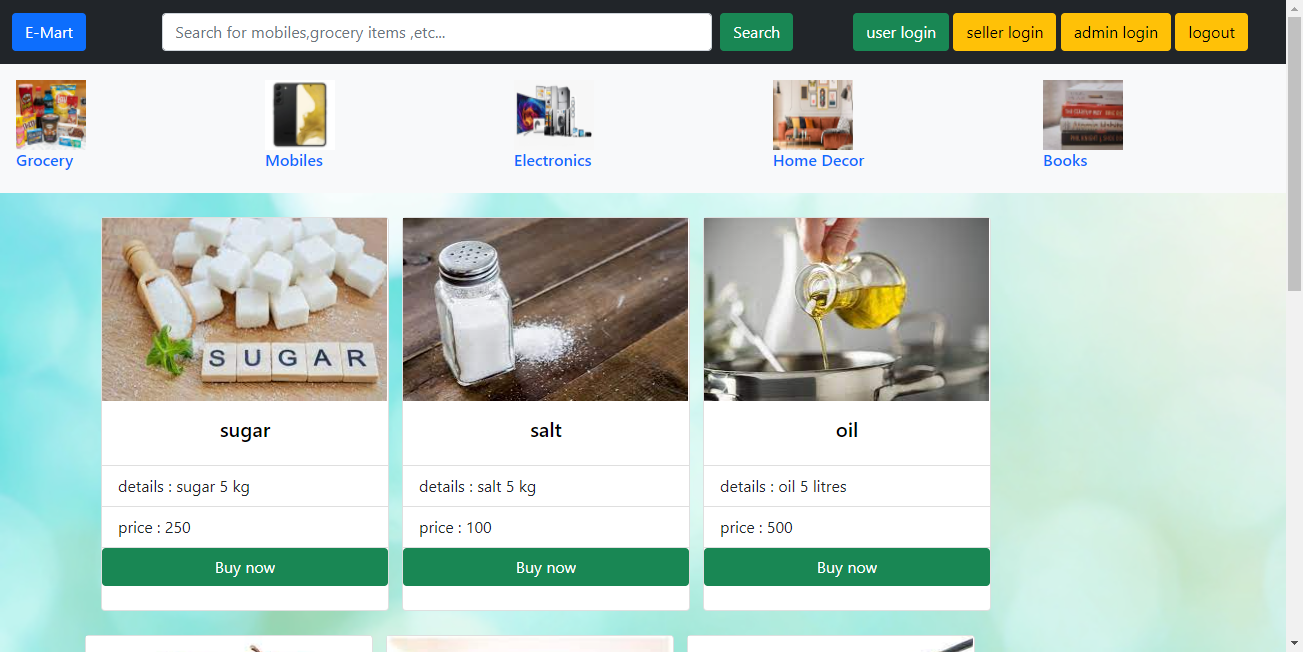 E-Mart
Search for mobiles,grocery items ,etc...
Search
user login
seller login
admin login
logout
Grocery
Mobiles
Electronics
Home Decor
Books
SUGAR
sugar
salt
oil
details : sugar 5 kg
details : salt 5 kg
details : oil 5 litres
price : 250
price : 100
price : 500
Buy now
Buy now
Buy now